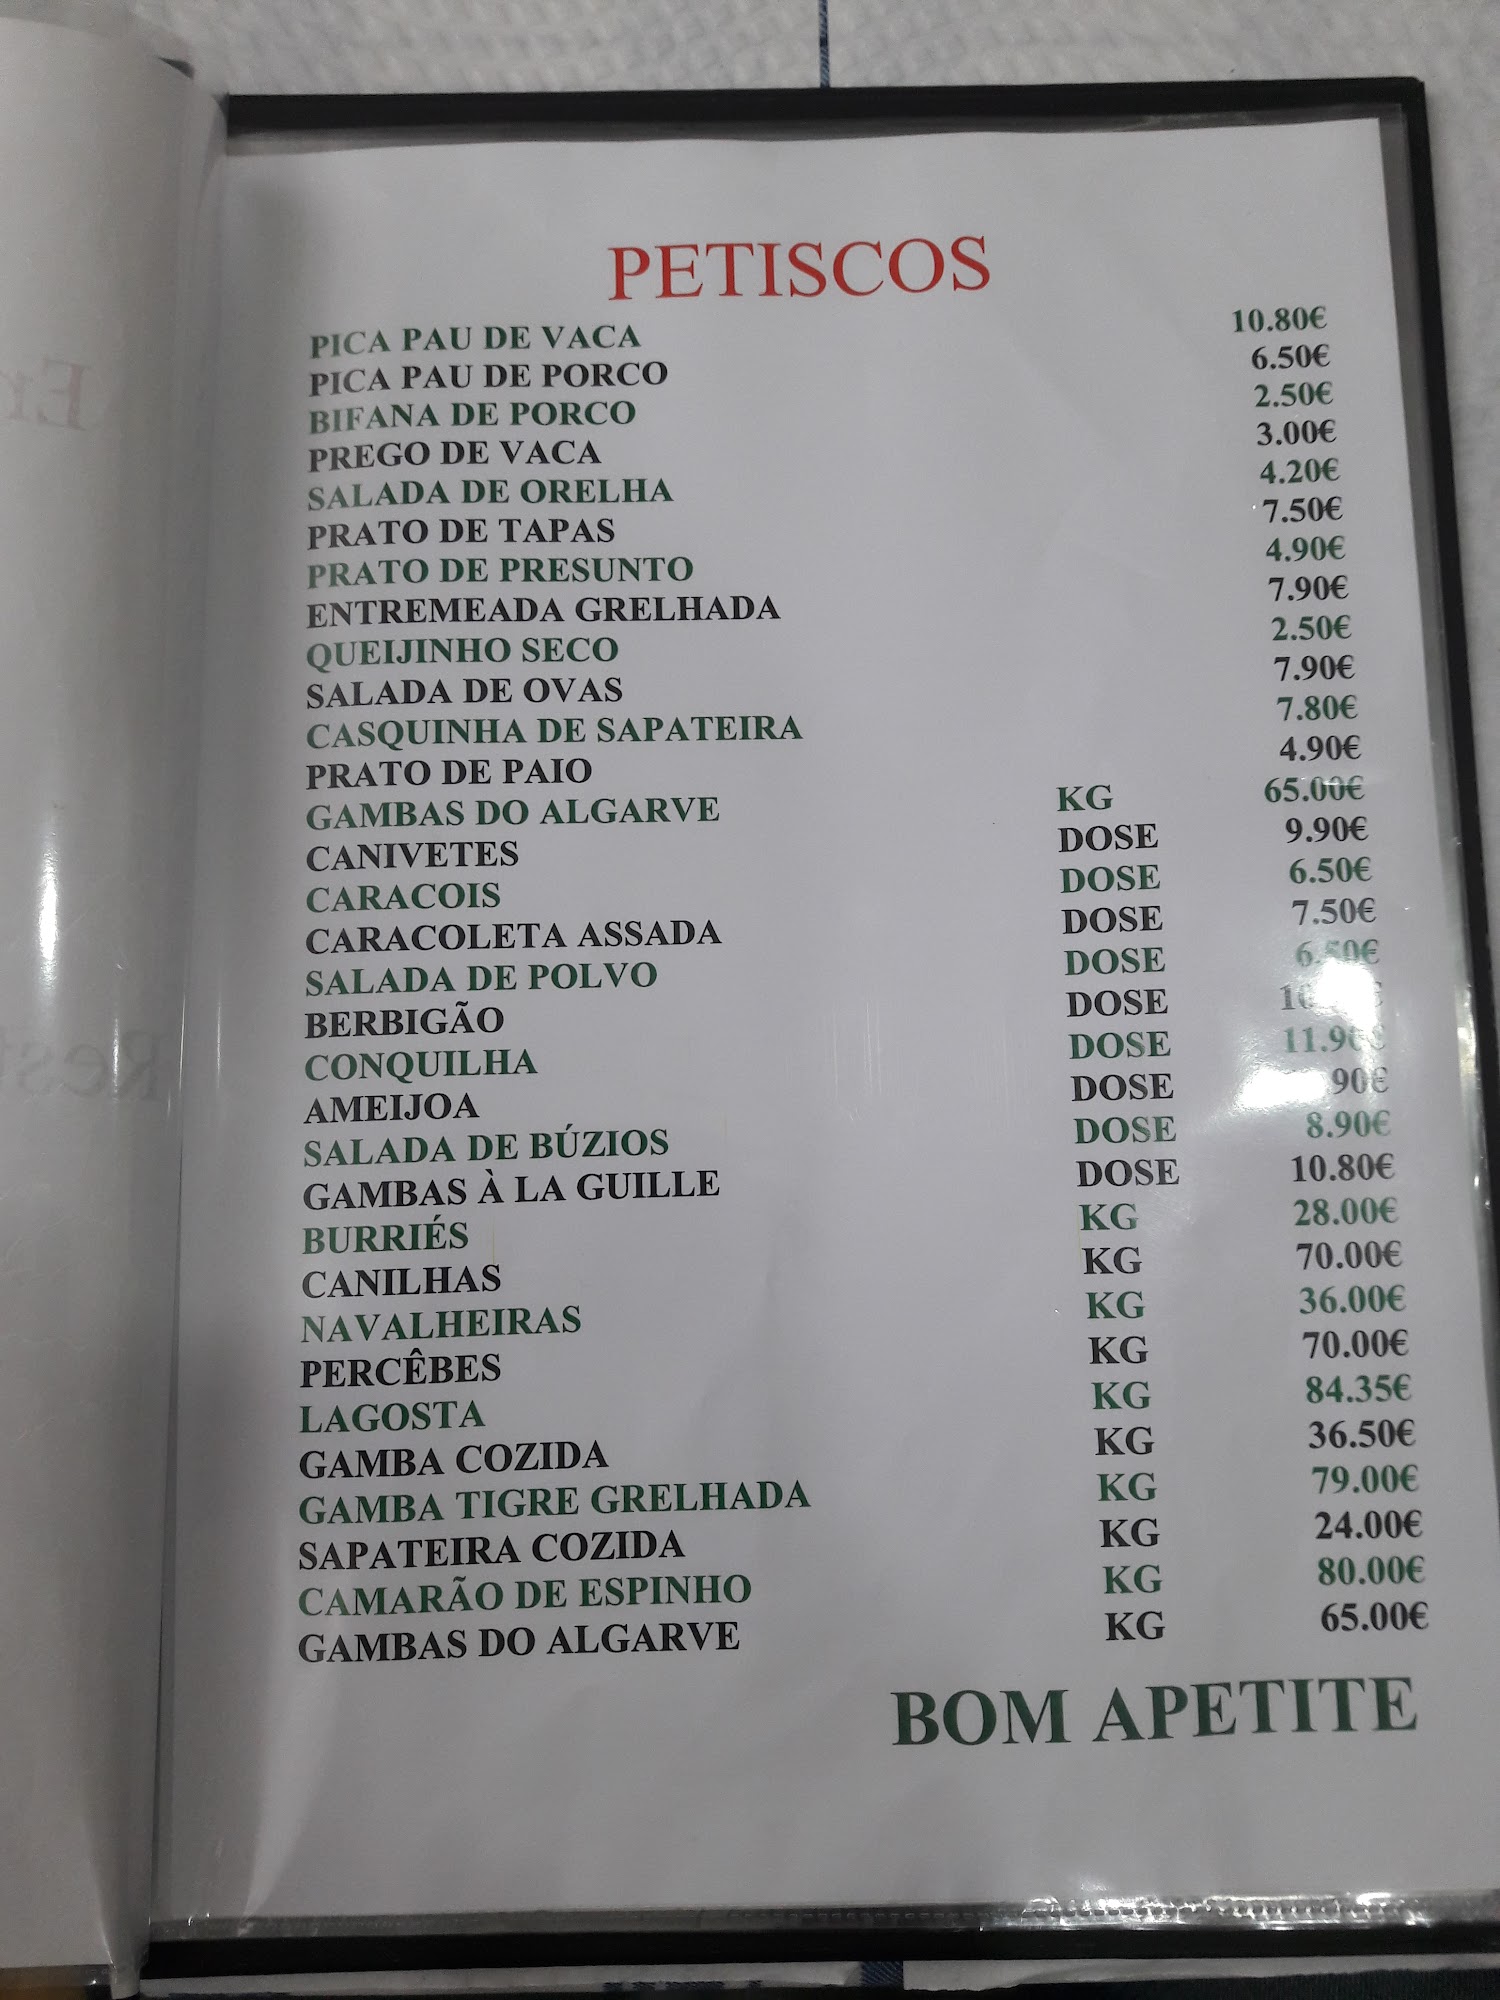 PETISCOS
PICA PAU DE VACA 10.80€
PICA PAU DE PORCO 6.50€
BIFANA DE PORCO 2.50€
PREGO DE VACA 3.00€
SALADA DE ORELHA 4.20€
PRATO DE TAPAS 7.50€
PRATO DE PRESUNTO 4.90€
ENTREMEADA GRELHADA 7.90€
QUEIJINHO SECO 2.50€
SALADA DE OVAS 7.90€
CASQUINHA DE SAPATEIRA 7.80€
PRATO DE PAIO 4.90€
GAMBAS DO ALGARVE KG 65.00€
CANIVETES DOSE 9.90€
CARACOIS DOSE 6.50€
CARACOLETA ASSADA DOSE 7.50€
SALADA DE POLVO DOSE 6.50€
BERBIGÃO DOSE
CONQUILHA DOSE 11.90€
AMEIJOA DOSE
SALADA DE BÚZIOS DOSE 8.90€
GAMBAS À LA GUILLE DOSE 10.80€
BURRIÉS KG 28.00€
CANILHAS KG 70.00€
NAVALHEIRAS KG 36.00€
PERCÊBES KG 70.00€
LAGOSTA KG 84.35€
GAMBA COZIDA KG 36.50€
GAMBA TIGRE GRELHADA KG 79.00€
SAPATEIRA COZIDA KG 24.00€
CAMARÃO DE ESPINHO KG 80.00€
GAMBAS DO ALGARVE KG 65.00€
BOM APETITE